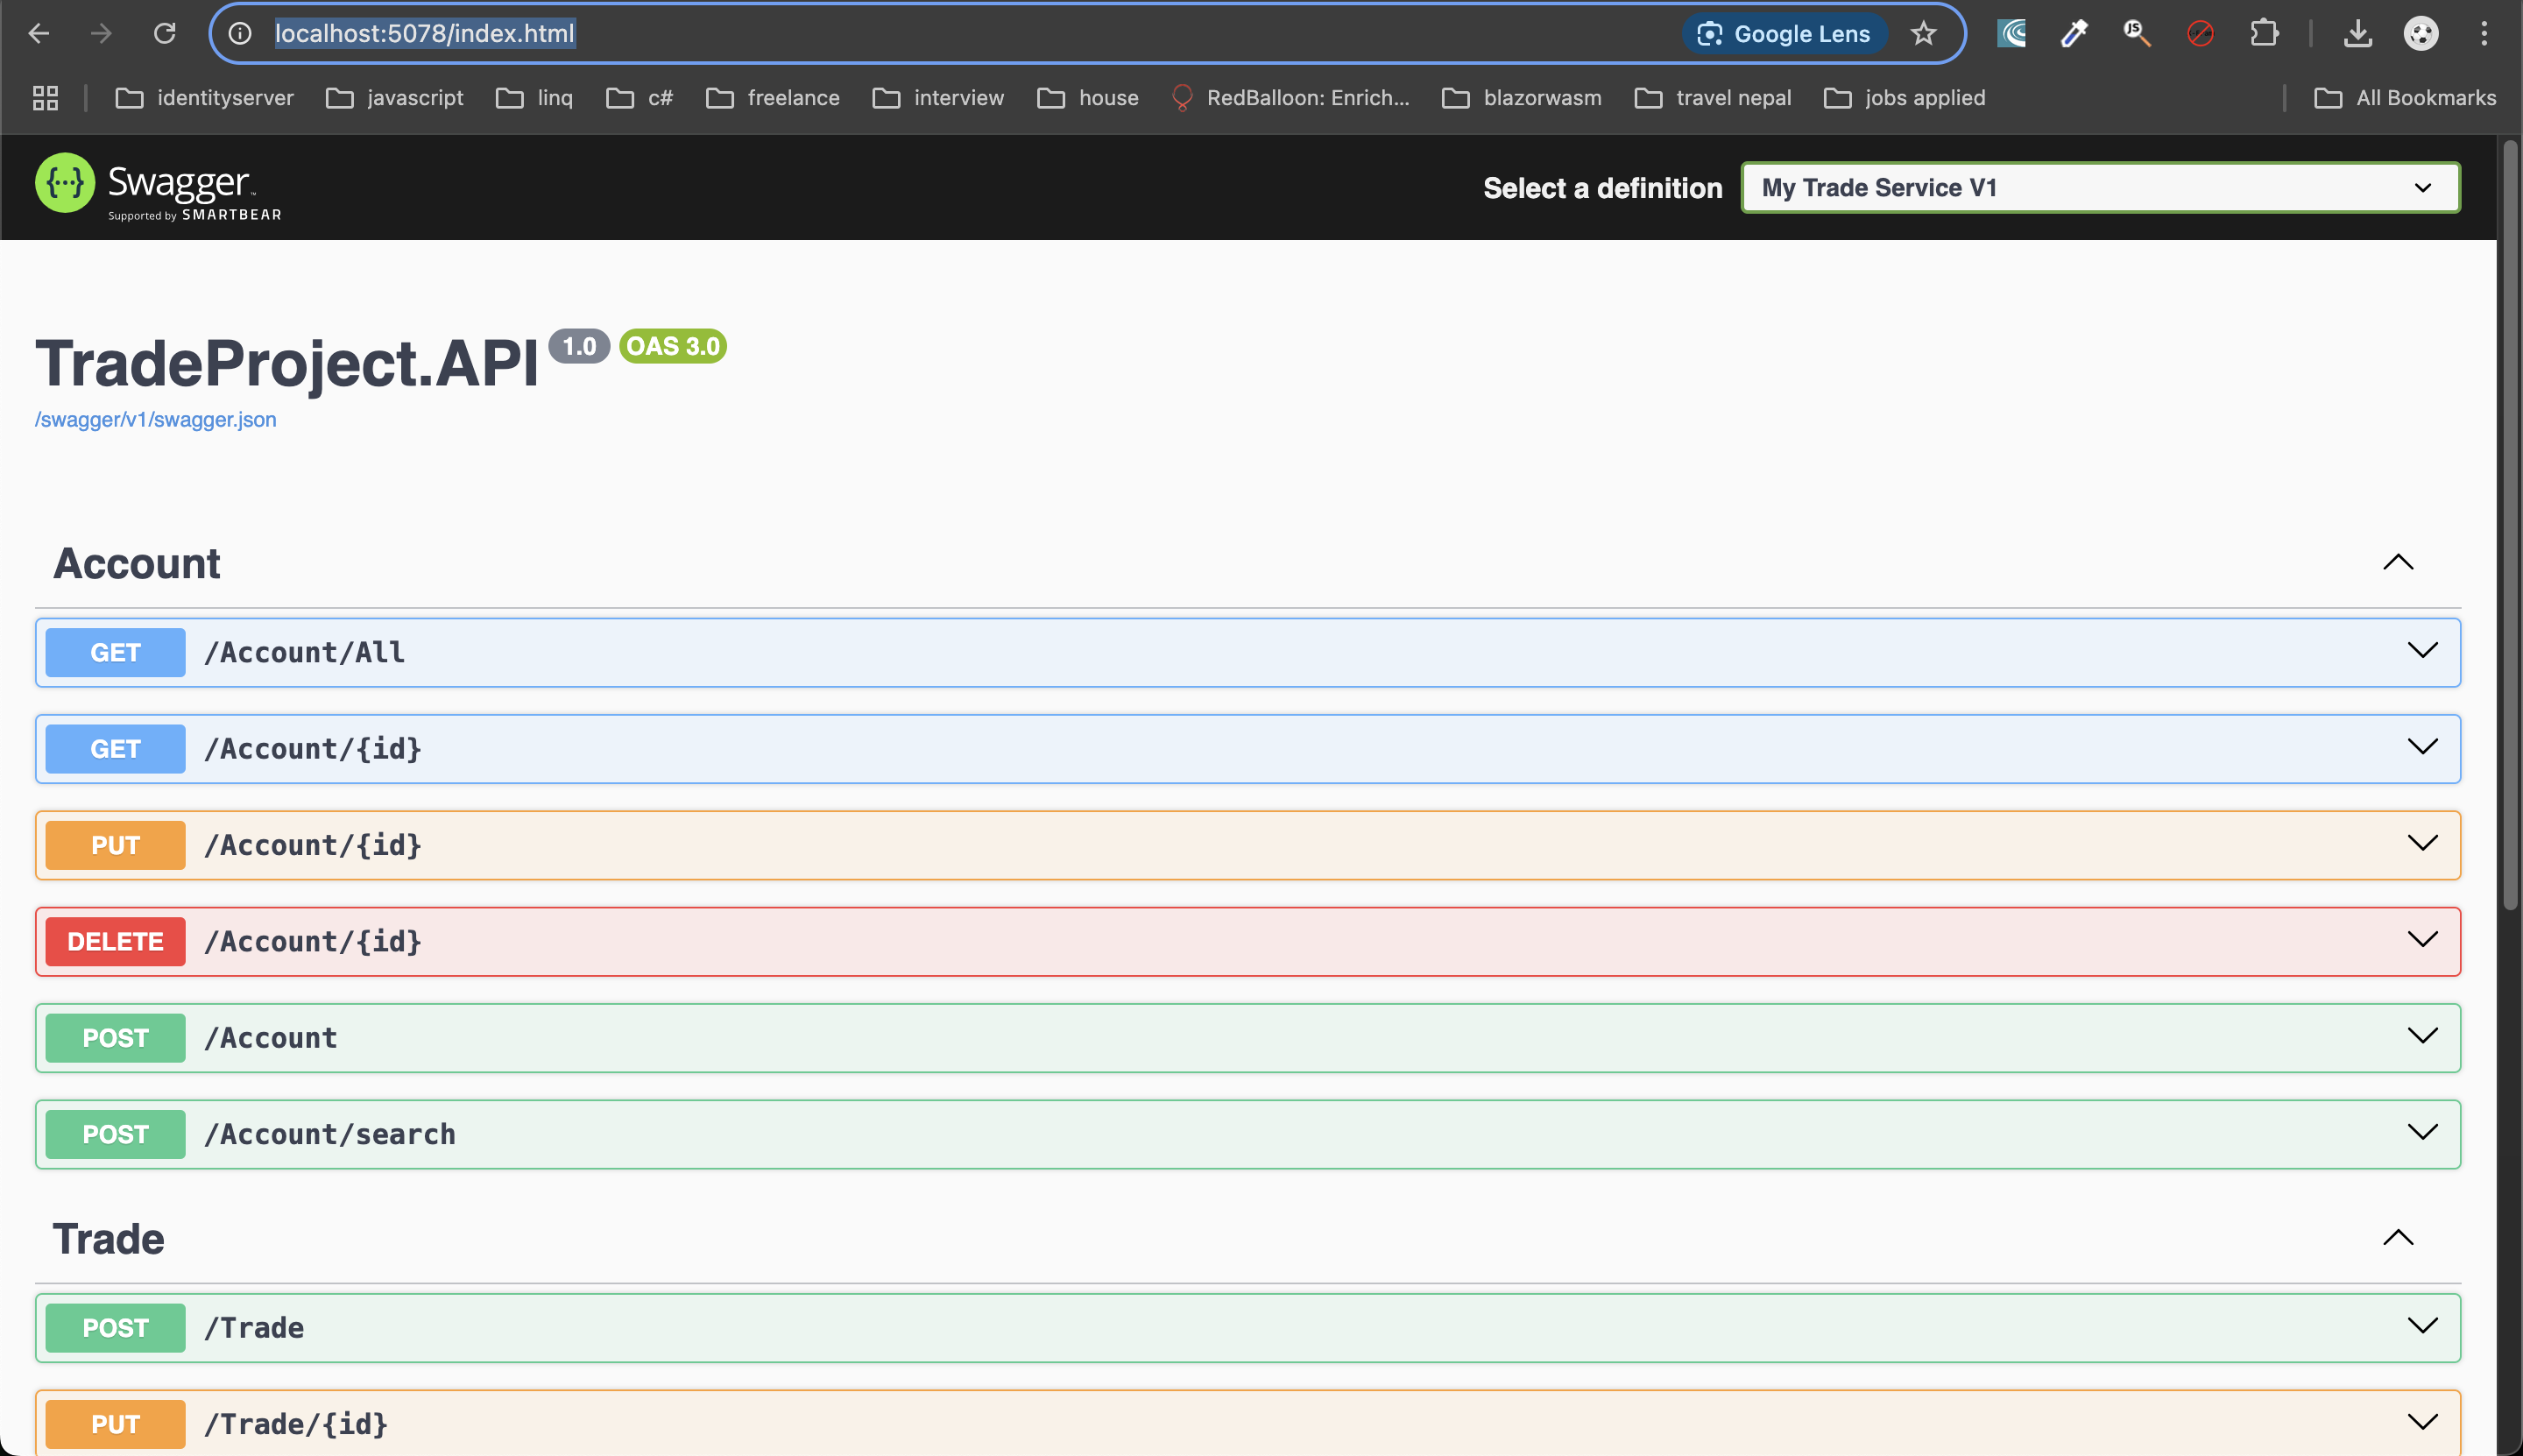 localhost:5078/index.html
Google Lens
JS
identityserver
javascript
linq
c#
freelance
interview
house
RedBalloon: Enrich...
blazorwasm
travel nepal
jobs applied
All Bookmarks
{···} Swagger™
Supported by SMARTBEAR
Select a definition
My Trade Service V1
TradeProject.API 1.0 OAS 3.0
/swagger/v1/swagger.json
Account
GET /Account/All
GET /Account/{id}
PUT /Account/{id}
DELETE /Account/{id}
POST /Account
POST /Account/search
Trade
POST /Trade
PUT /Trade/{id}